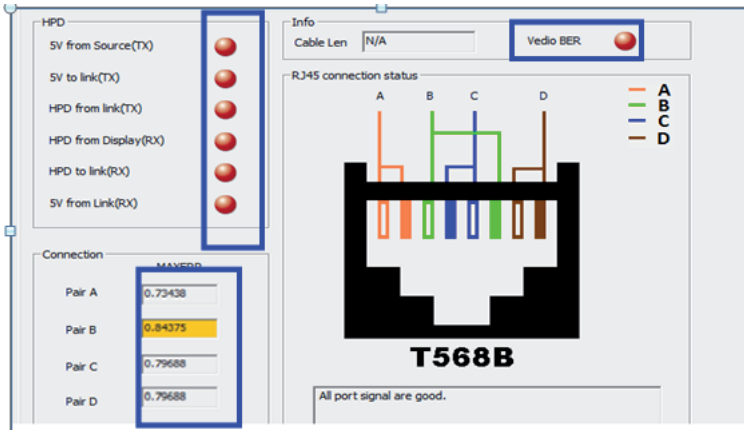 HPD
5V from Source(TX)
5V to link(TX)
HPD from link(TX)
HPD from Display(RX)
HPD to link(RX)
5V from Link(RX)
Info
Cable Len N/A Vedio BER
RJ45 connection status
A B C D
A
B
C
D
T568B
All port signal are good.
Connection
MAXERR
Pair A 0.73438
Pair B 0.84375
Pair C 0.79688
Pair D 0.79688